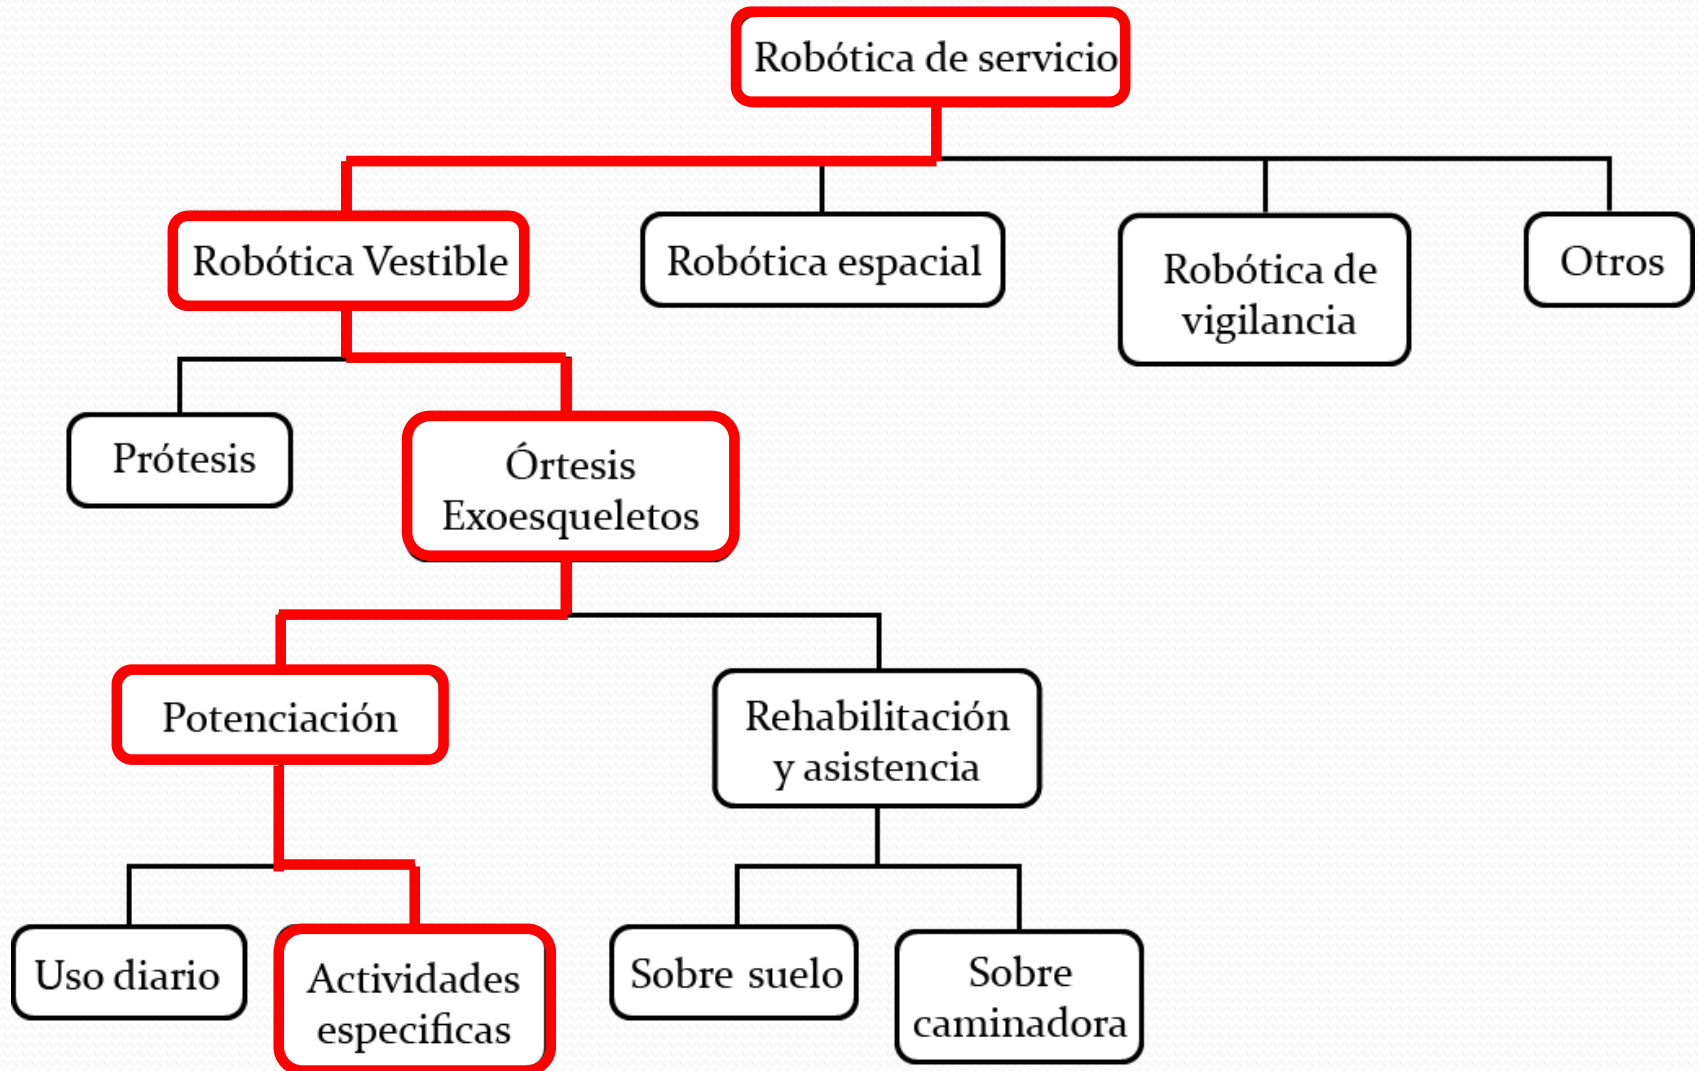 Robótica de servicio
Robótica Vestible
Robótica espacial
Robótica de
vigilancia
Otros
Prótesis
Órtesis
Exoesqueletos
Potenciación
Rehabilitación
y asistencia
Uso diario
Actividades
especificas
Sobre suelo
Sobre
caminadora